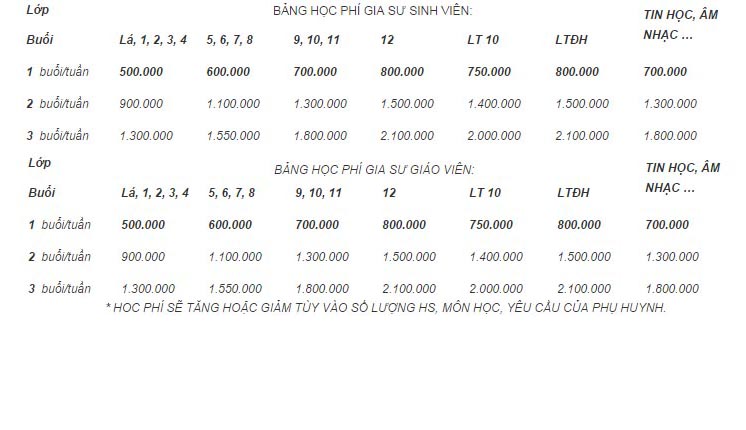 Lớp BẢNG HỌC PHÍ GIA SƯ SINH VIÊN: TIN HỌC, ÂM
Buổi Lá, 1, 2, 3, 4 5, 6, 7, 8 9, 10, 11 12 LT 10 LTĐH NHẠC ...
1 buổi/tuần 500.000 600.000 700.000 800.000 750.000 800.000 700.000
2 buổi/tuần 900.000 1.100.000 1.300.000 1.500.000 1.400.000 1.500.000 1.300.000
3 buổi/tuần 1.300.000 1.550.000 1.800.000 2.100.000 2.000.000 2.100.000 1.800.000
Lớp BẢNG HỌC PHÍ GIA SƯ GIÁO VIÊN: TIN HỌC, ÂM
Buổi Lá, 1, 2, 3, 4 5, 6, 7, 8 9, 10, 11 12 LT 10 LTĐH NHẠC ...
1 buổi/tuần 500.000 600.000 700.000 800.000 750.000 800.000 700.000
2 buổi/tuần 900.000 1.100.000 1.300.000 1.500.000 1.400.000 1.500.000 1.300.000
3 buổi/tuần 1.300.000 1.550.000 1.800.000 2.100.000 2.000.000 2.100.000 1.800.000
* HOC PHÍ SẼ TĂNG HOẶC GIẢM TÙY VÀO SỐ LƯỢNG HS, MÔN HỌC, YÊU CẦU CỦA PHỤ HUYNH.